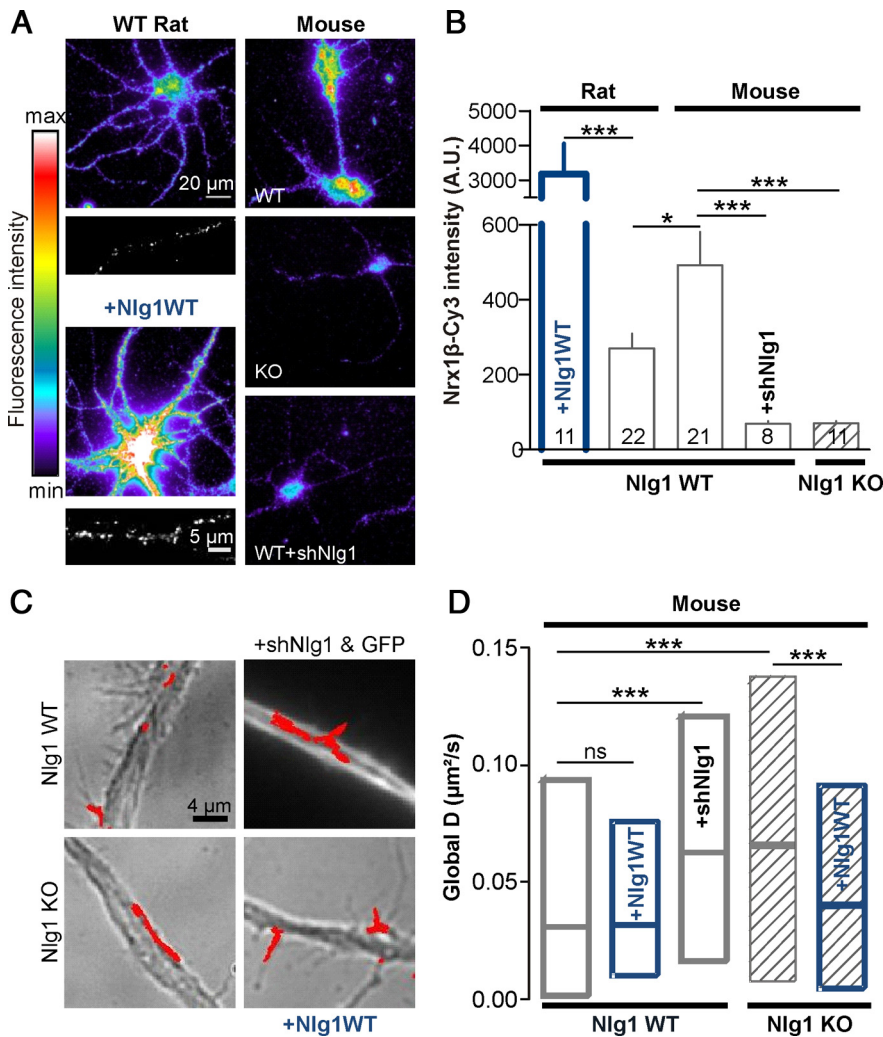 A
WT Rat
Mouse
max
Fluorescence intensity
min
20 µm
WT
+Nlg1WT
KO
5 µm
WT+shNlg1
B
Rat
Mouse
Nrx1β-Cy3 intensity (A.U.)
5000
4000
3000
600
400
200
0
***
*
***
***
+Nlg1WT
+shNlg1
11
22
21
8
11
Nlg1 WT
Nlg1 KO
C
+shNlg1 & GFP
Nlg1 WT
4 µm
Nlg1 KO
+Nlg1WT
D
Mouse
Global D (µm²/s)
0.15
0.10
0.05
0.00
***
***
***
ns
+Nlg1WT
+shNlg1
+Nlg1WT
Nlg1 WT
Nlg1 KO